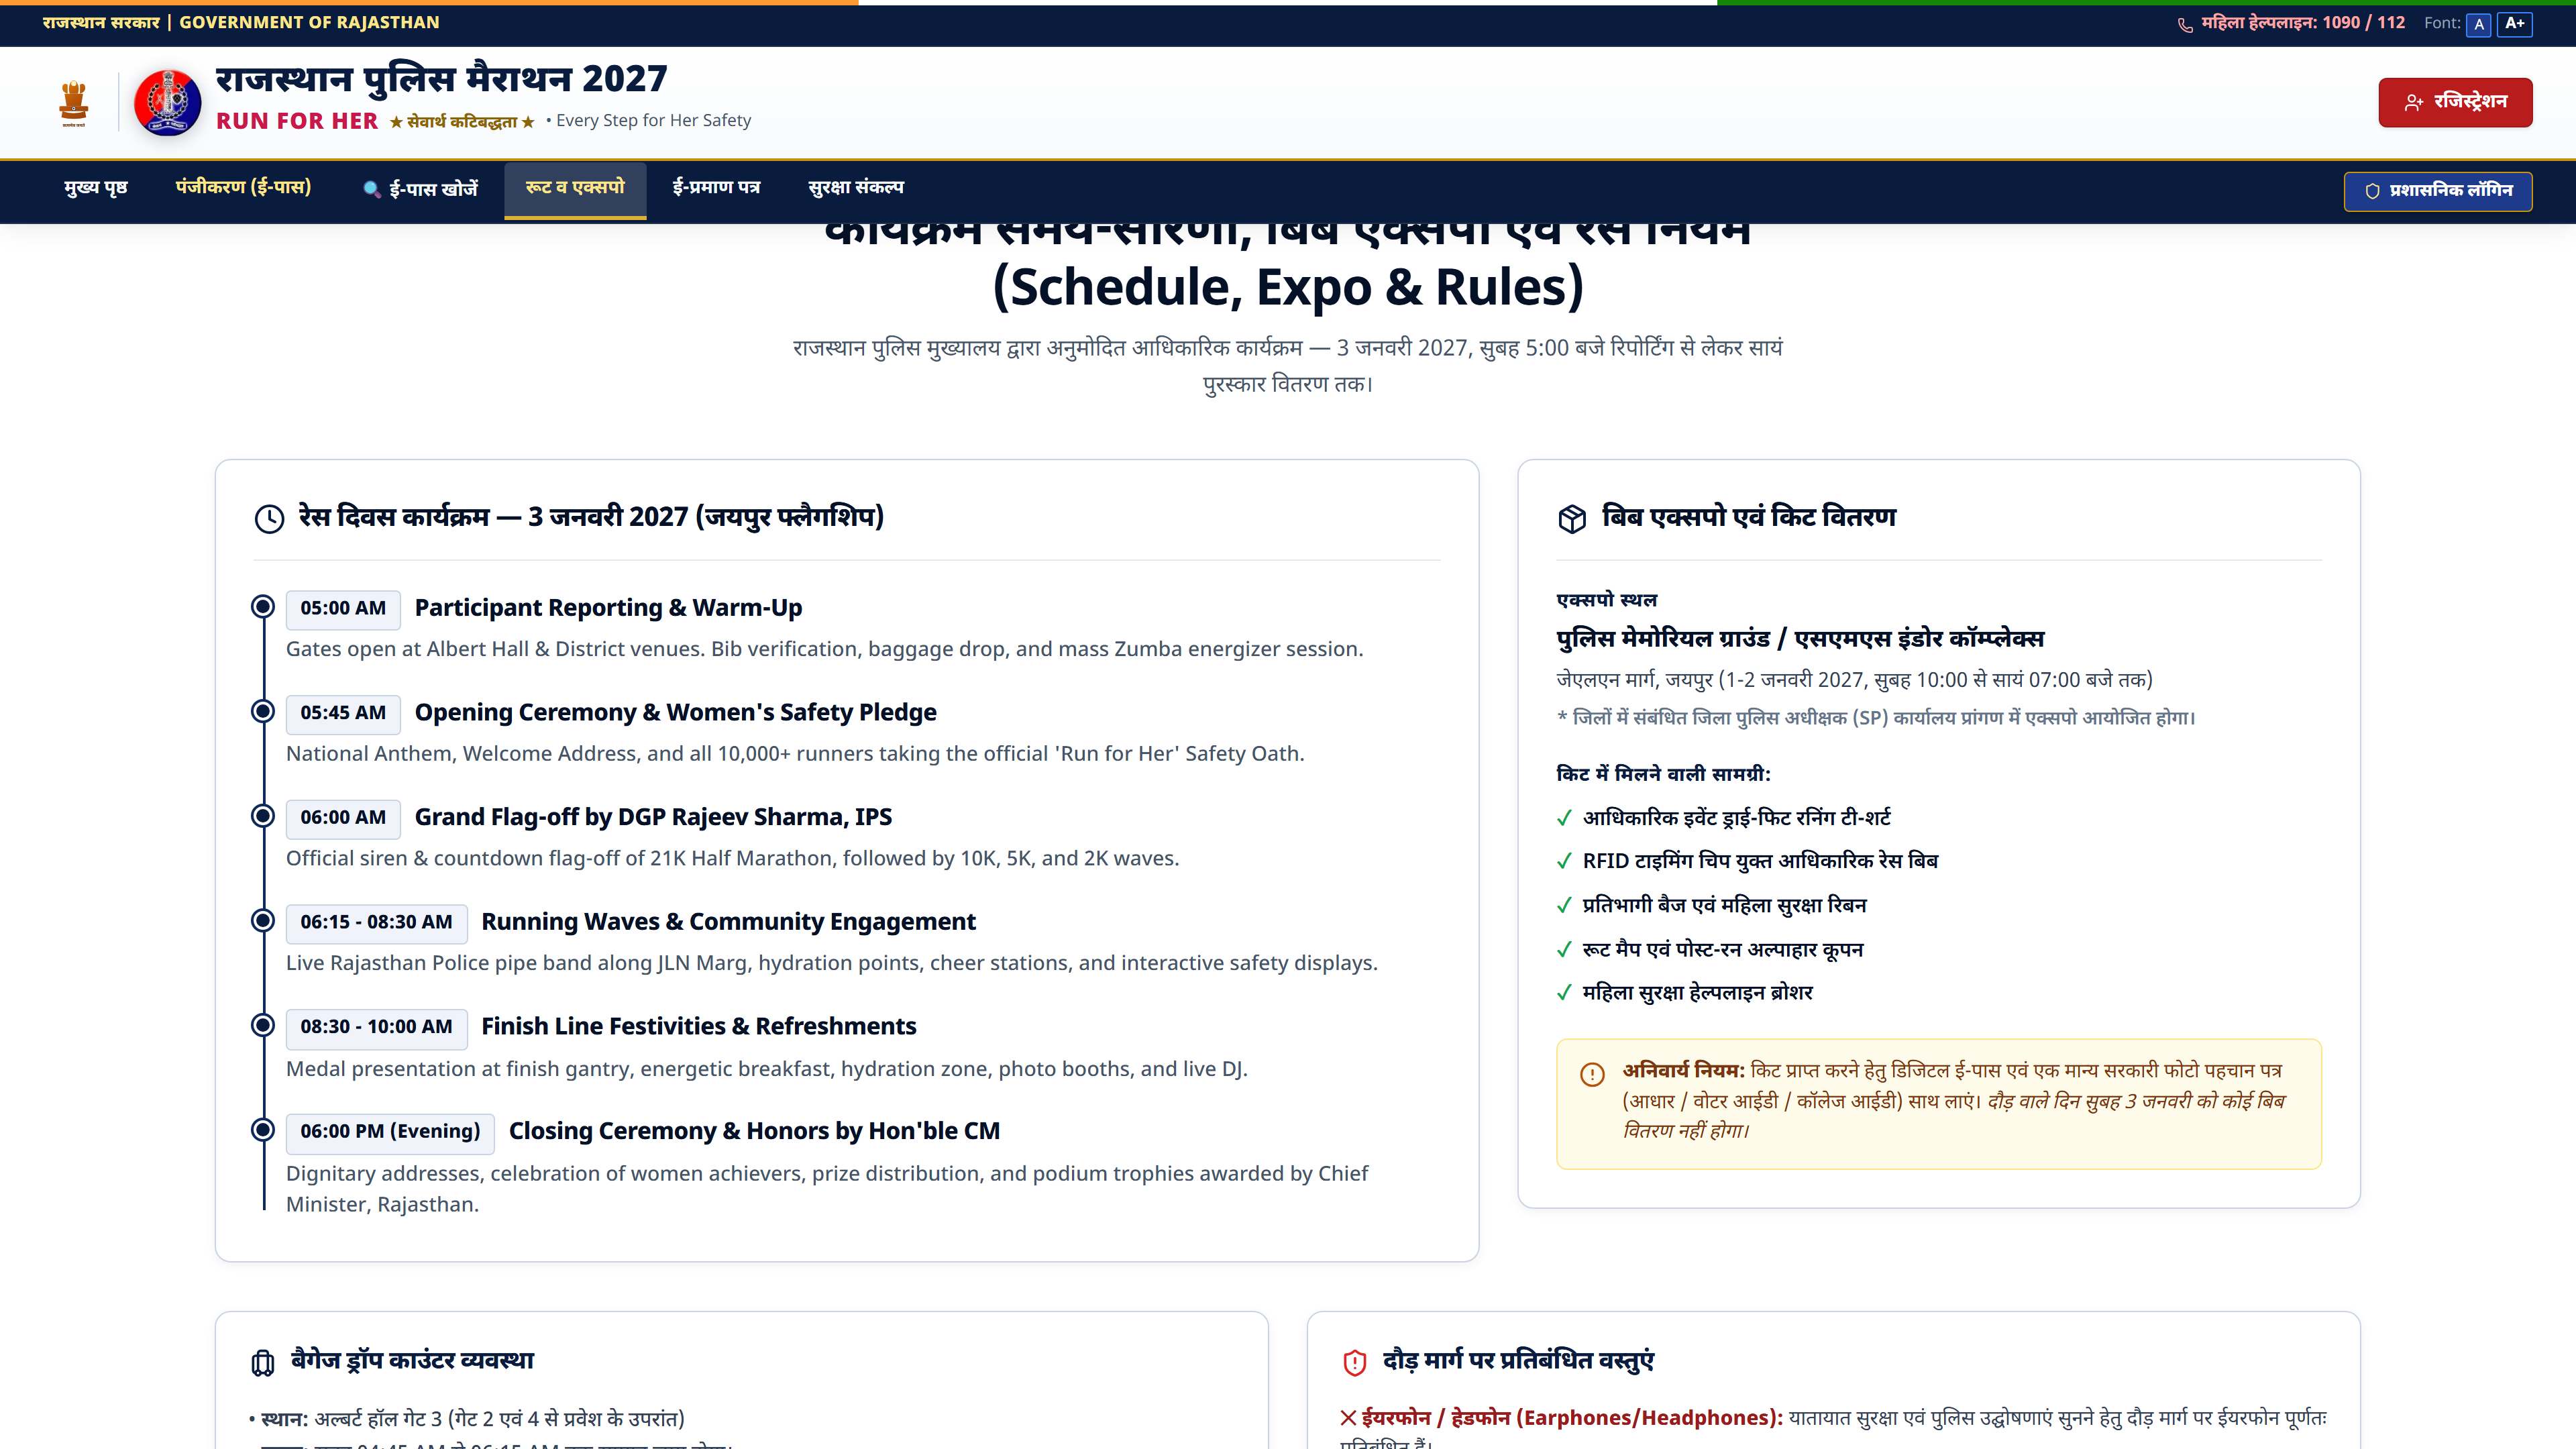 राजस्थान सरकार | GOVERNMENT OF RAJASTHAN
महिला हेल्पलाइन: 1090 / 112 Font: A A+
राजस्थान पुलिस मैराथन 2027
RUN FOR HER ★ सेवार्थ कटिबद्धता ★ • Every Step for Her Safety
रजिस्ट्रेशन
मुख्य पृष्ठ पंजीकरण (ई-पास) ई-पास खोजें रूट व एक्सपो ई-प्रमाण पत्र सुरक्षा संकल्प
प्रशासनिक लॉगिन
कार्यक्रम समय-सारणी, बिब एक्सपो एवं रेस नियम
(Schedule, Expo & Rules)
राजस्थान पुलिस मुख्यालय द्वारा अनुमोदित आधिकारिक कार्यक्रम — 3 जनवरी 2027, सुबह 5:00 बजे रिपोर्टिंग से लेकर सायं
पुरस्कार वितरण तक।
रेस दिवस कार्यक्रम — 3 जनवरी 2027 (जयपुर फ्लैगशिप)
05:00 AM Participant Reporting & Warm-Up
Gates open at Albert Hall & District venues. Bib verification, baggage drop, and mass Zumba energizer session.
05:45 AM Opening Ceremony & Women's Safety Pledge
National Anthem, Welcome Address, and all 10,000+ runners taking the official 'Run for Her' Safety Oath.
06:00 AM Grand Flag-off by DGP Rajeev Sharma, IPS
Official siren & countdown flag-off of 21K Half Marathon, followed by 10K, 5K, and 2K waves.
06:15 - 08:30 AM Running Waves & Community Engagement
Live Rajasthan Police pipe band along JLN Marg, hydration points, cheer stations, and interactive safety displays.
08:30 - 10:00 AM Finish Line Festivities & Refreshments
Medal presentation at finish gantry, energetic breakfast, hydration zone, photo booths, and live DJ.
06:00 PM (Evening) Closing Ceremony & Honors by Hon'ble CM
Dignitary addresses, celebration of women achievers, prize distribution, and podium trophies awarded by Chief
Minister, Rajasthan.
बिब एक्सपो एवं किट वितरण
एक्सपो स्थल
पुलिस मेमोरियल ग्राउंड / एसएमएस इंडोर कॉम्प्लेक्स
जेएलएन मार्ग, जयपुर (1-2 जनवरी 2027, सुबह 10:00 से सायं 07:00 बजे तक)
* जिलों में संबंधित जिला पुलिस अधीक्षक (SP) कार्यालय प्रांगण में एक्सपो आयोजित होगा।
किट में मिलने वाली सामग्री:
✓ आधिकारिक इवेंट ड्राई-फिट रनिंग टी-शर्ट
✓ RFID टाइमिंग चिप युक्त आधिकारिक रेस बिब
✓ प्रतिभागी बैज एवं महिला सुरक्षा रिबन
✓ रूट मैप एवं पोस्ट-रन अल्पाहार कूपन
✓ महिला सुरक्षा हेल्पलाइन ब्रोशर
अनिवार्य नियम: किट प्राप्त करने हेतु डिजिटल ई-पास एवं एक मान्य सरकारी फोटो पहचान पत्र
(आधार / वोटर आईडी / कॉलेज आईडी) साथ लाएं। दौड़ वाले दिन सुबह 3 जनवरी को कोई बिब
वितरण नहीं होगा।
बैगेज ड्रॉप काउंटर व्यवस्था
• स्थान: अल्बर्ट हॉल गेट 3 (गेट 2 एवं 4 से प्रवेश के उपरांत)
दौड़ मार्ग पर प्रतिबंधित वस्तुएं
✕ ईयरफोन / हेडफोन (Earphones/Headphones): यातायात सुरक्षा एवं पुलिस उद्घोषणाएं सुनने हेतु दौड़ मार्ग पर ईयरफोन पूर्णतः
प्रतिबंधित हैं।